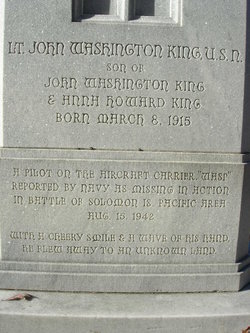 LT. JOHN WASHINGTON KING, U.S.N.
SON OF
JOHN WASHINGTON KING
& ANNA HOWARD KING
BORN MARCH 8, 1915
A PILOT ON THE AIRCRAFT CARRIER, "WASP"
REPORTED BY NAVY AS MISSING IN ACTION
IN BATTLE OF SOLOMON IS PACIFIC AREA
AUG. 15, 1942
WITH A CHEERY SMILE & A WAVE OF HIS HAND,
HE FLEW AWAY TO AN UNKNOWN LAND.